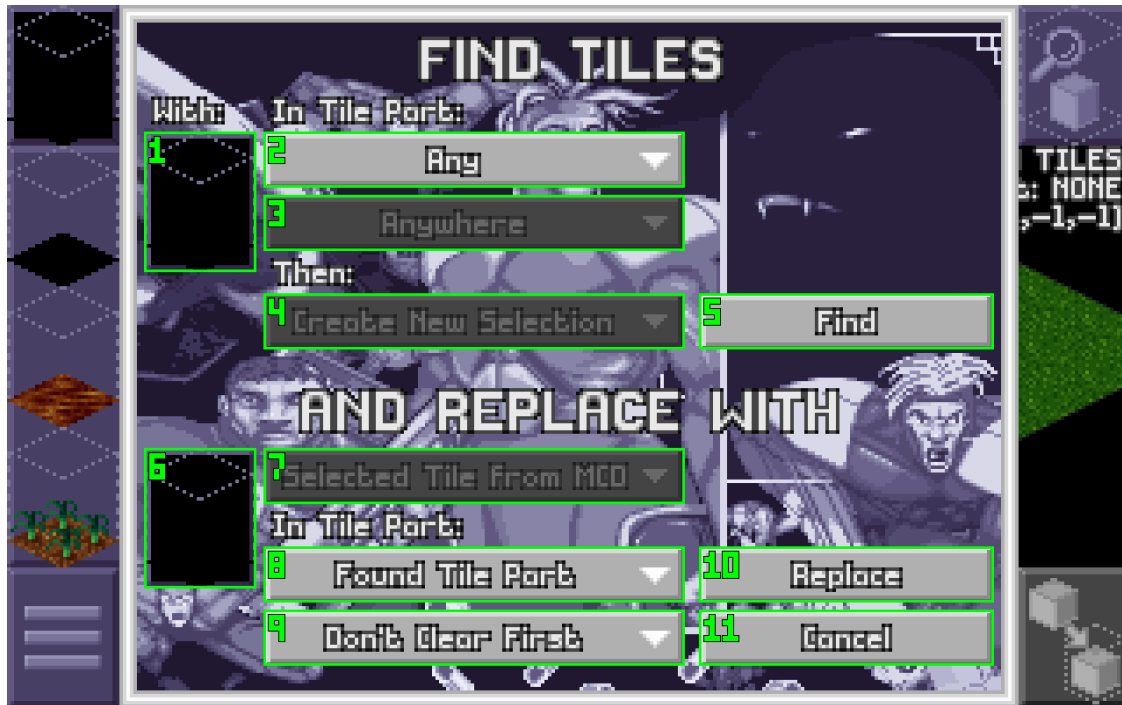 FIND TILES
With: In Tile Part:
1
2 Any
3 Anywhere
Then:
4 Create New Selection
5 Find
AND REPLACE WITH
6
7 Selected Tile From MCD
In Tile Part:
8 Found Tile Part
10 Replace
9 Don't Clear First
11 Cancel
TILES
: NONE
,-1,-1]